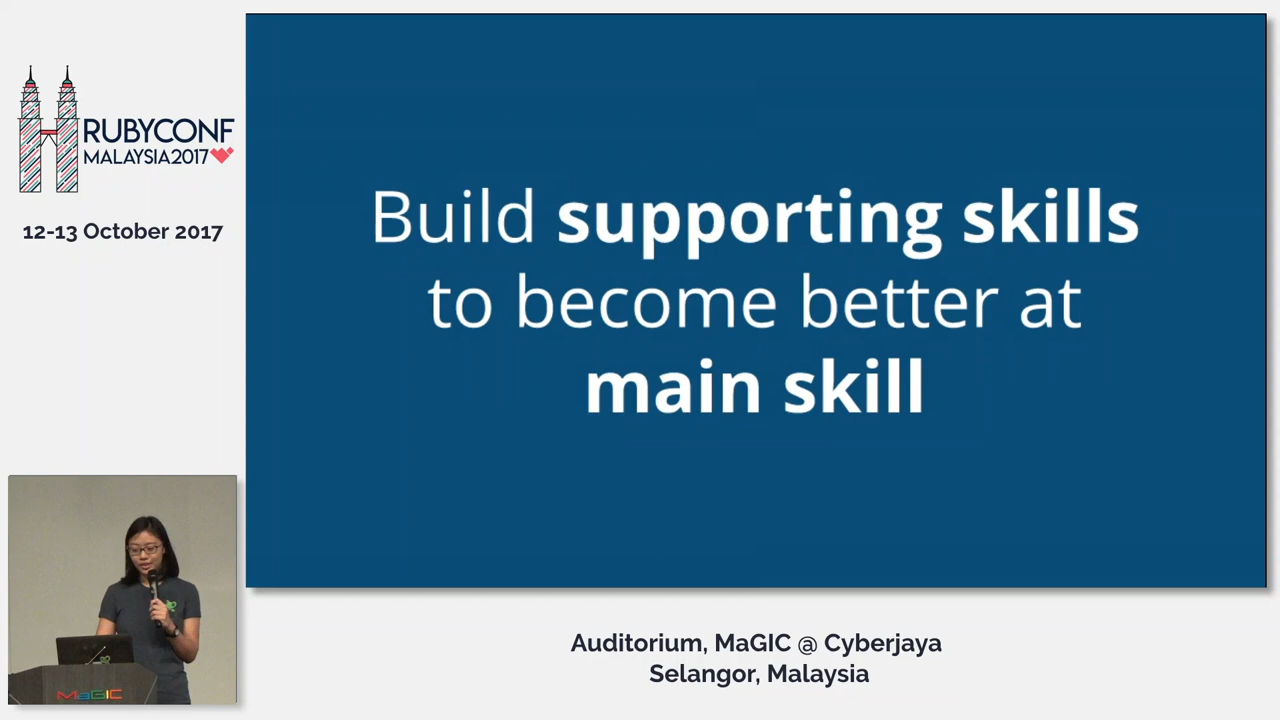 RUBYCONF
MALAYSIA2017
12-13 October 2017
Build supporting skills
to become better at
main skill
MaGIC
Auditorium, MaGIC @ Cyberjaya
Selangor, Malaysia